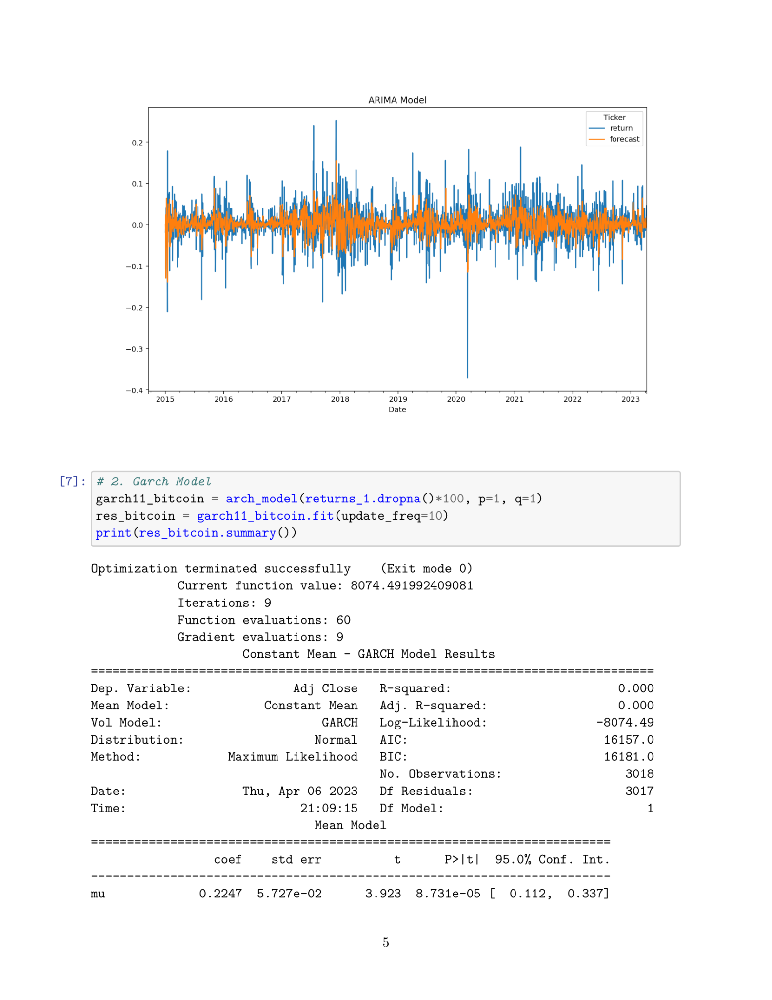 ARIMA Model
Ticker
return
forecast
0.2
0.1
0.0
−0.1
−0.2
−0.3
−0.4
2015 2016 2017 2018 2019 2020 2021 2022 2023
Date
[7]: # 2. Garch Model
garch11_bitcoin = arch_model(returns_1.dropna()*100, p=1, q=1)
res_bitcoin = garch11_bitcoin.fit(update_freq=10)
print(res_bitcoin.summary())
Optimization terminated successfully    (Exit mode 0)
            Current function value: 8074.491992409081
            Iterations: 9
            Function evaluations: 60
            Gradient evaluations: 9
                     Constant Mean - GARCH Model Results
==============================================================================
Dep. Variable:              Adj Close   R-squared:                       0.000
Mean Model:             Constant Mean   Adj. R-squared:                  0.000
Vol Model:                      GARCH   Log-Likelihood:               -8074.49
Distribution:                  Normal   AIC:                           16157.0
Method:            Maximum Likelihood   BIC:                           16181.0
                                        No. Observations:                 3018
Date:                Thu, Apr 06 2023   Df Residuals:                     3017
Time:                        21:09:15   Df Model:                            1
                               Mean Model
========================================================================
                 coef    std err          t      P>|t|  95.0% Conf. Int.
------------------------------------------------------------------------
mu             0.2247  5.727e-02      3.923  8.731e-05 [  0.112,  0.337]
5